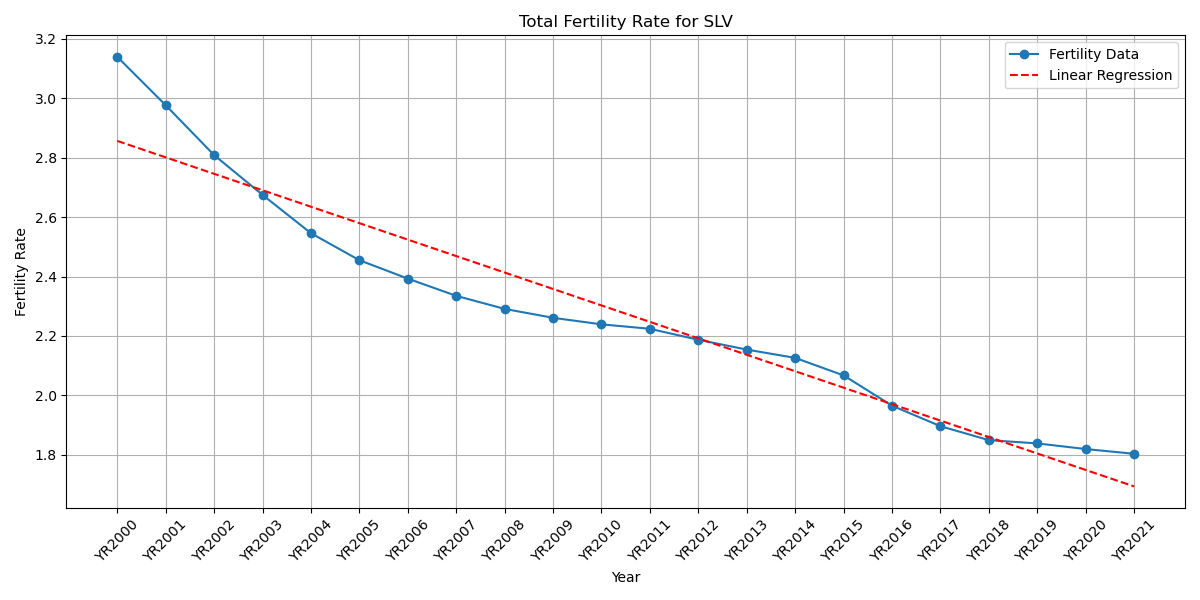 Total Fertility Rate for SLV
Fertility Data
Linear Regression
Fertility Rate
3.2
3.0
2.8
2.6
2.4
2.2
2.0
1.8
YR2000
YR2001
YR2002
YR2003
YR2004
YR2005
YR2006
YR2007
YR2008
YR2009
YR2010
YR2011
YR2012
YR2013
YR2014
YR2015
YR2016
YR2017
YR2018
YR2019
YR2020
YR2021
Year